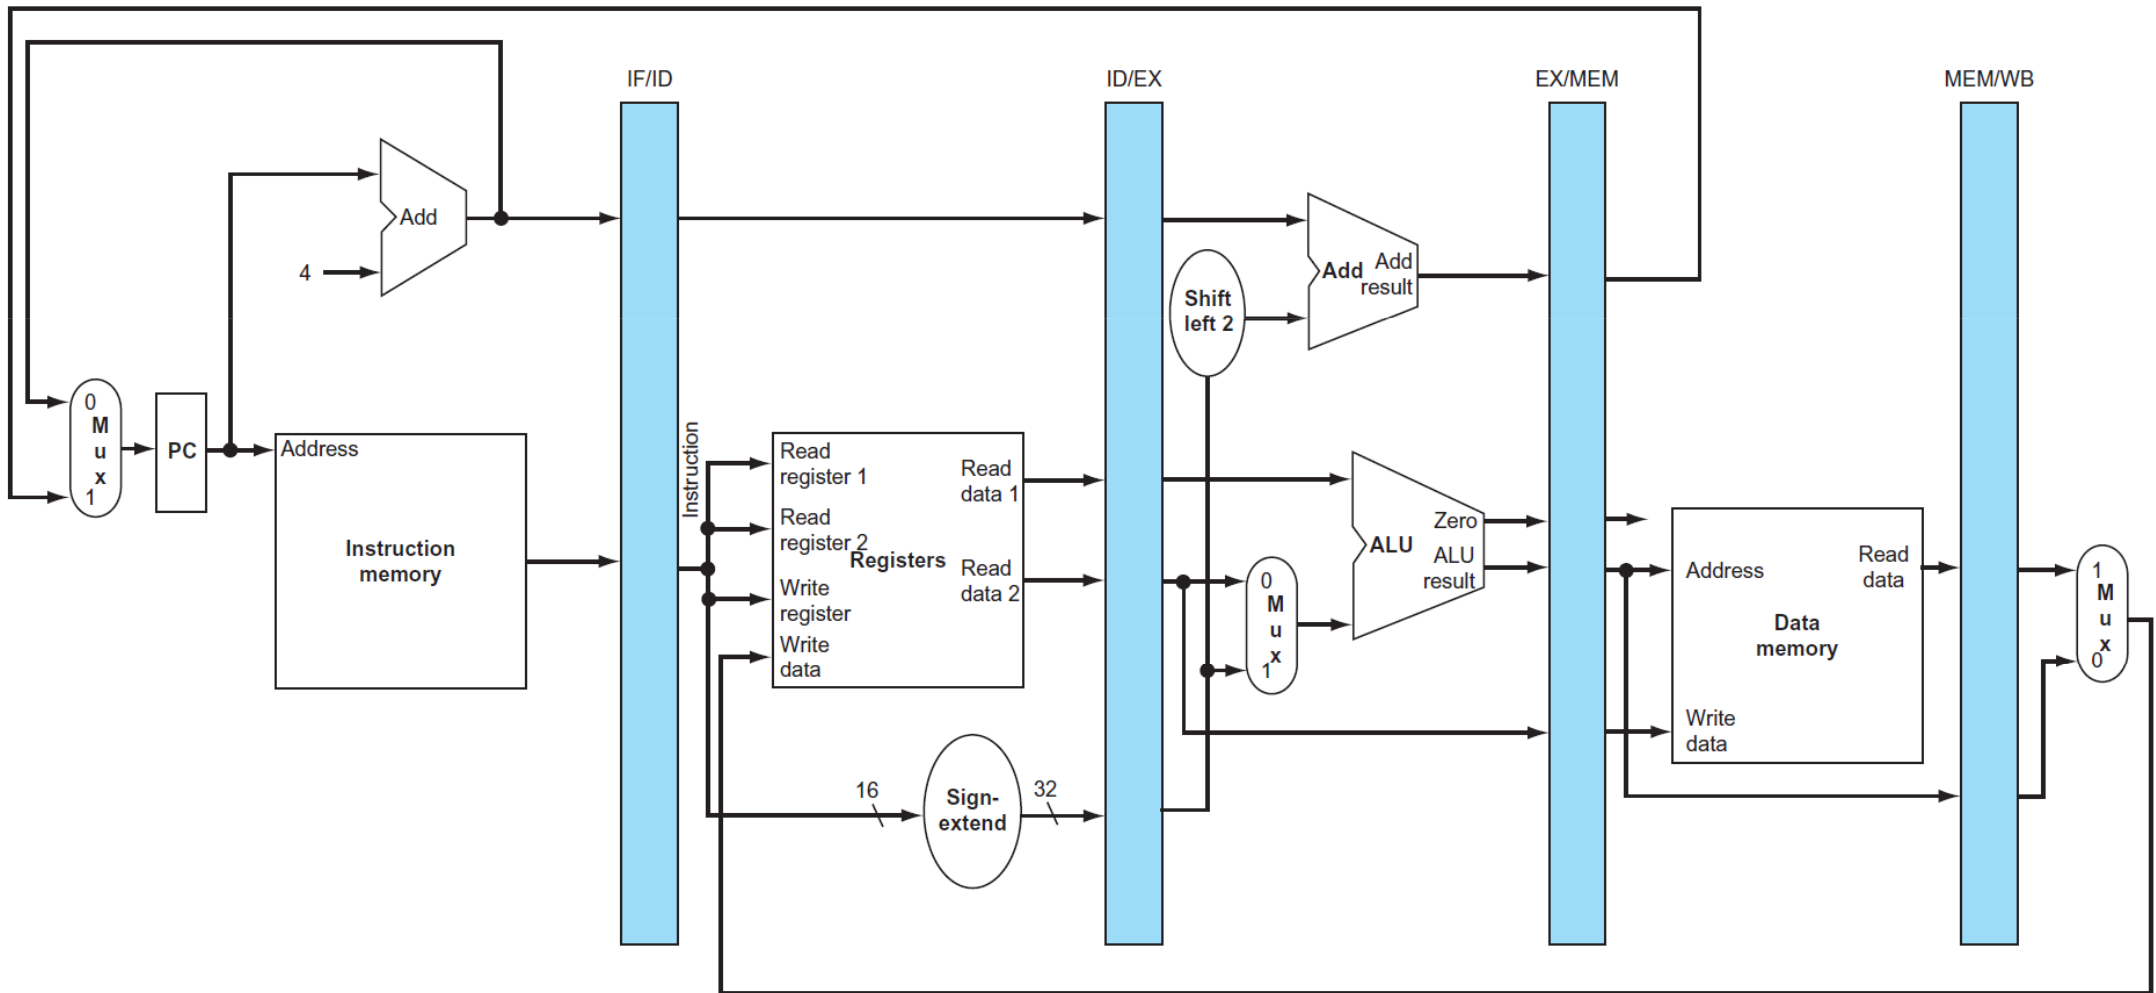 IF/ID
ID/EX
EX/MEM
MEM/WB
Add
4
Add
Add
result
Shift
left 2
0
M
u
x
1
PC
Address
Instruction
memory
Instruction
Read
register 1
Read
register 2
Write
register
Write
data
Registers
Read
data 1
Read
data 2
16
Sign-
extend
32
0
M
u
x
1
ALU
Zero
ALU
result
Address
Read
data
Data
memory
Write
data
1
M
u
x
0